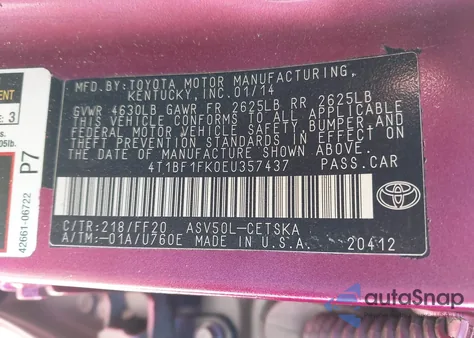 MFD.BY: TOYOTA MOTOR MANUFACTURING,
KENTUCKY, INC. 01/14
GVWR 4630LB GAWR FR 2625LB RR 2625LB
THIS VEHICLE CONFORMS TO ALL APPLICABLE
FEDERAL MOTOR VEHICLE SAFETY, BUMPER AND
THEFT PREVENTION STANDARDS IN EFFECT ON
THE DATE OF MANUFACTURE SHOWN ABOVE.
4T1BF1FK0EU357437 PASS.CAR
C/TR:218/FF20 ASV50L-CETSKA
A/TM:-01A/U760E MADE IN U.S.A. 20412
3
P7
42661-06722
autoSnap